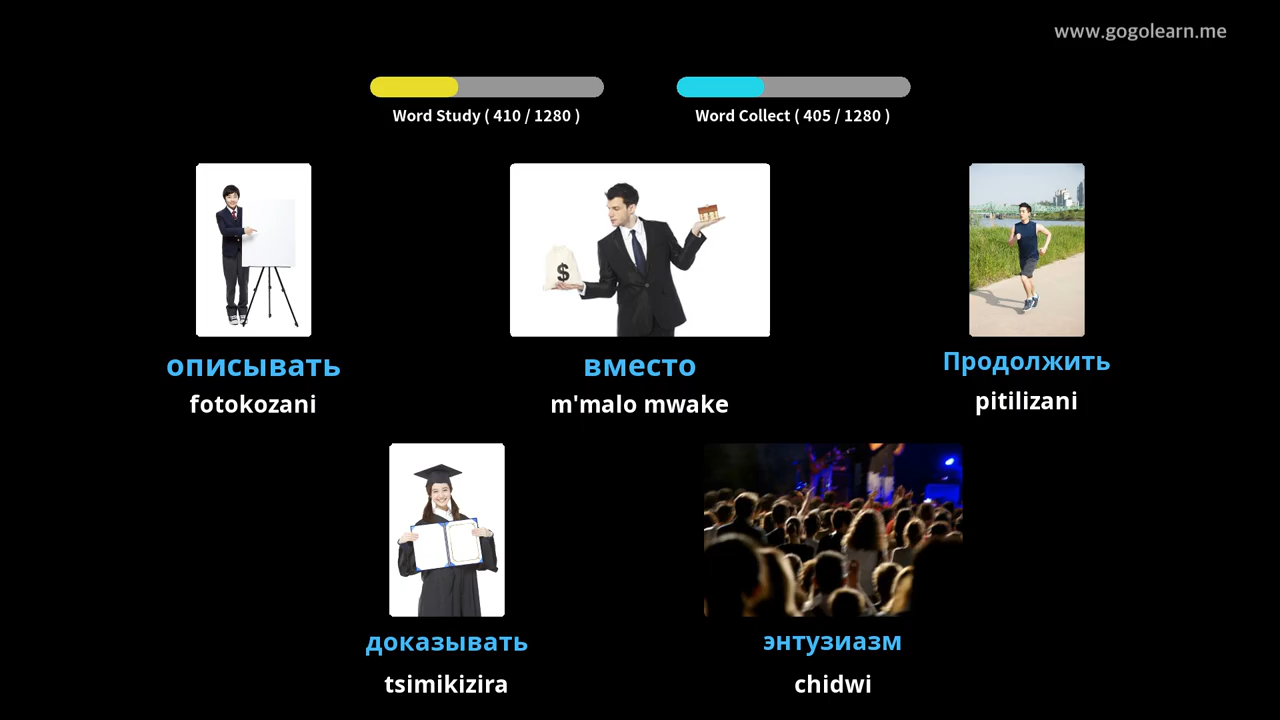 www.gogolearn.me
Word Study ( 410 / 1280 )
Word Collect ( 405 / 1280 )
$
описывать
fotokozani
вместо
m'malo mwake
Продолжить
pitilizani
доказывать
tsimikizira
энтузиазм
chidwi